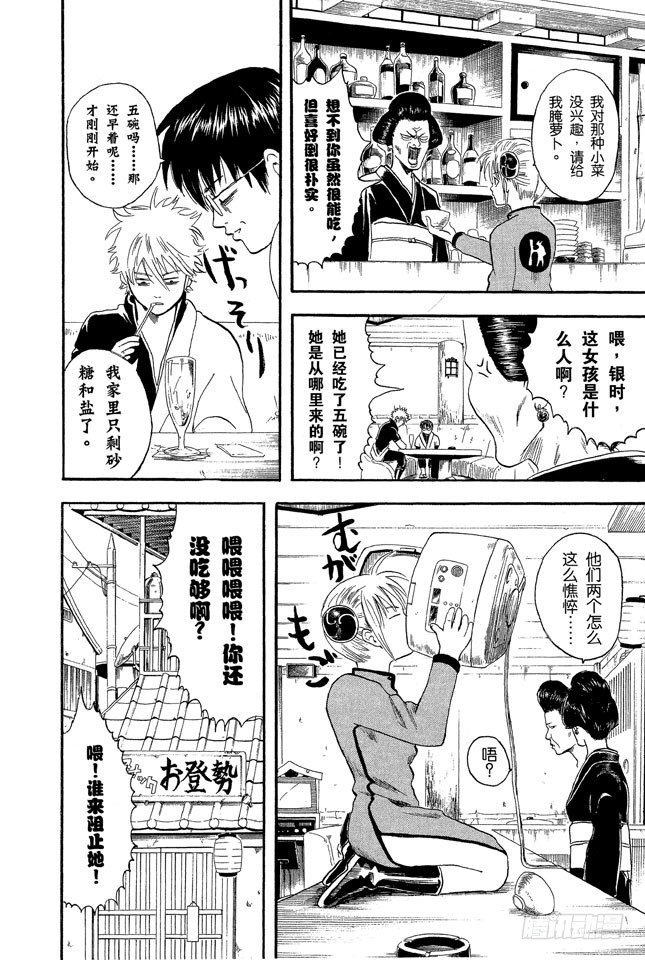 我对那种小菜
没兴趣，请给
我腌萝卜。
想不到你虽然很能吃，
但喜好倒很朴实。
五碗吗……那
还早着呢……
才刚刚开始。
げっそり
我家里只剩砂
糖和盐了。
喂，银时，
这女孩是什
么人啊？
她已经吃了五碗了！
她是从哪里来的啊？
他们两个怎么
这么憔悴……
唔？
むが
もご
喂喂喂喂！你还
没吃够啊？
喂！谁来阻止她！
スナック
お登勢
腾讯动漫